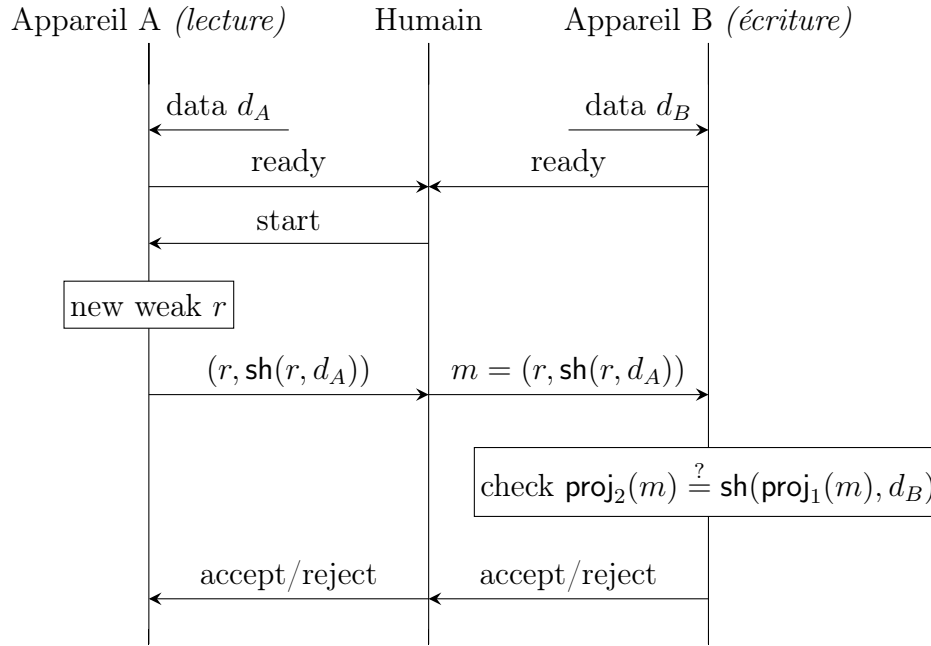 Appareil A (lecture) Humain Appareil B (écriture)
data d_A data d_B
ready ready
start
new weak r
(r, sh(r, d_A)) m = (r, sh(r, d_A))
check proj_2(m) ≟ sh(proj_1(m), d_B)
accept/reject accept/reject